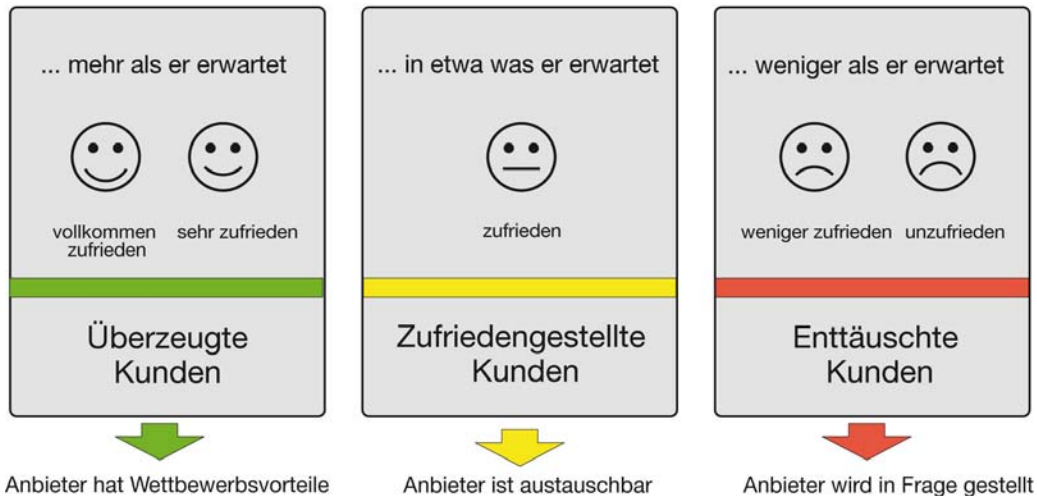 ... mehr als er erwartet
vollkommen
zufrieden
sehr zufrieden
Überzeugte
Kunden
Anbieter hat Wettbewerbsvorteile
... in etwa was er erwartet
zufrieden
Zufriedengestellte
Kunden
Anbieter ist austauschbar
... weniger als er erwartet
weniger zufrieden
unzufrieden
Enttäuschte
Kunden
Anbieter wird in Frage gestellt